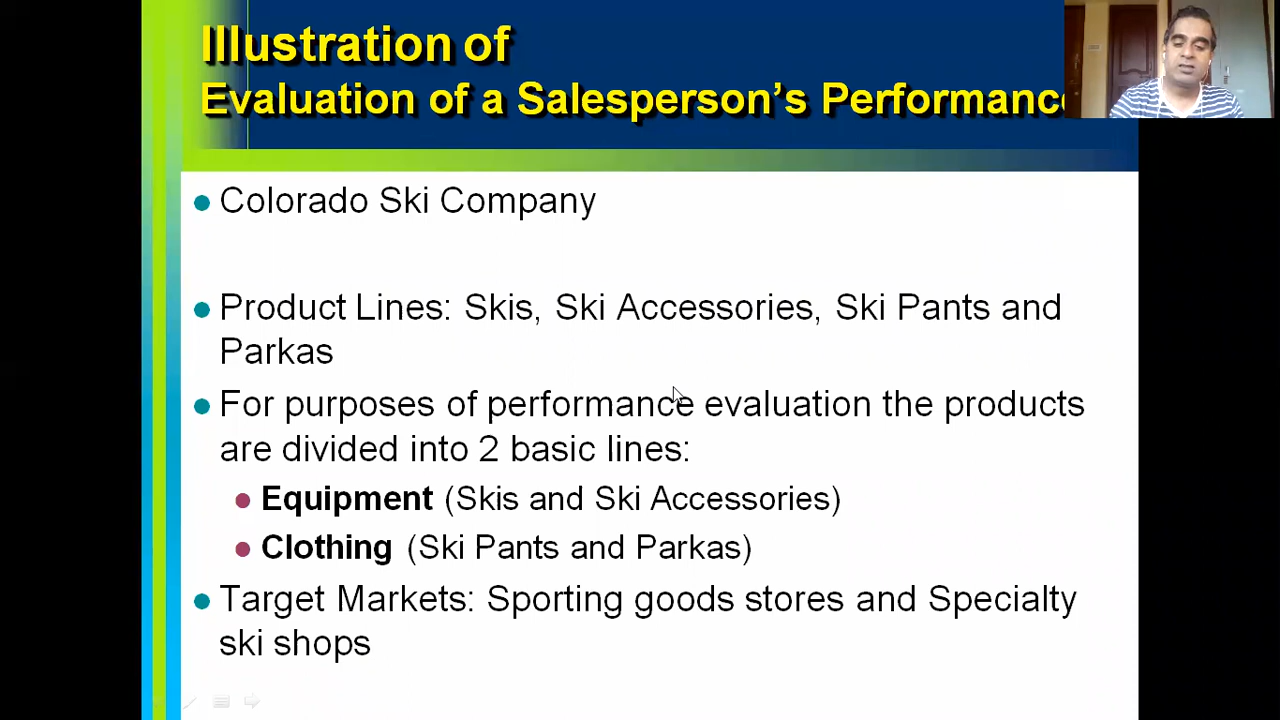 Illustration of
Evaluation of a Salesperson's Performance
Colorado Ski Company
Product Lines: Skis, Ski Accessories, Ski Pants and
Parkas
For purposes of performance evaluation the products
are divided into 2 basic lines:
Equipment (Skis and Ski Accessories)
Clothing (Ski Pants and Parkas)
Target Markets: Sporting goods stores and Specialty
ski shops